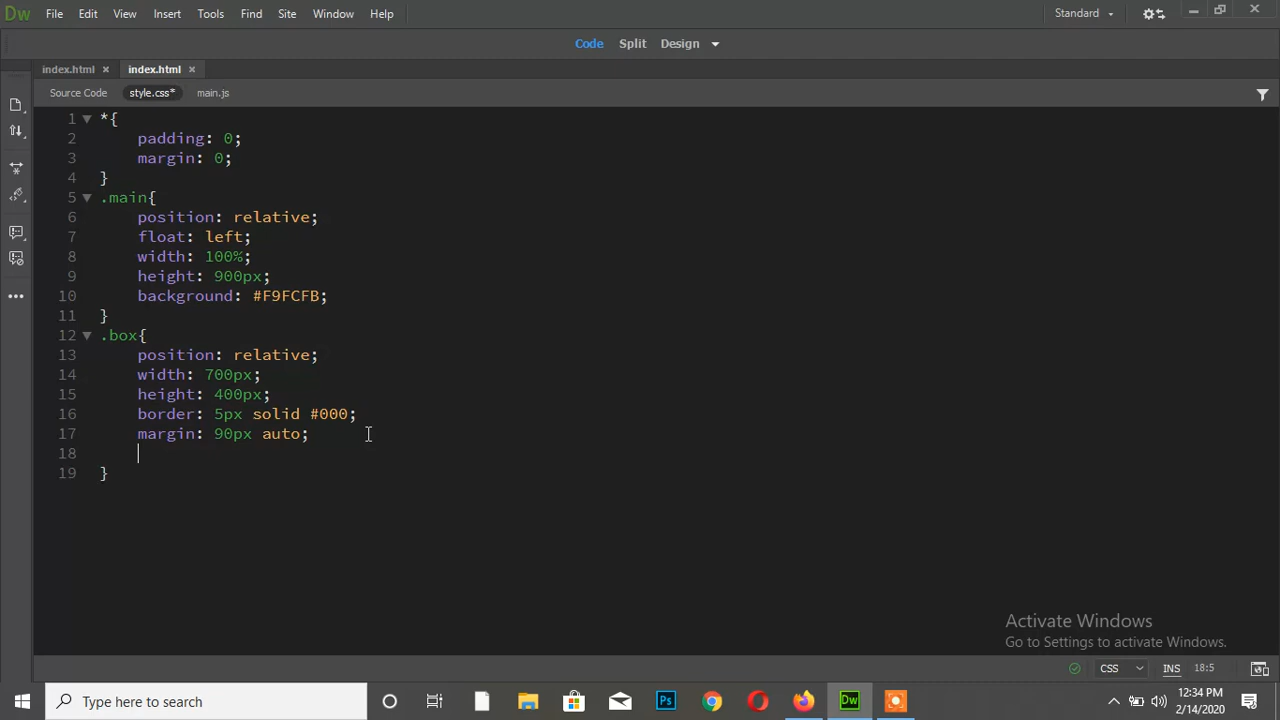 Dw File Edit View Insert Tools Find Site Window Help Standard
Code Split Design
index.html index.html
Source Code style.css* main.js
1 *{
2 padding: 0;
3 margin: 0;
4 }
5 .main{
6 position: relative;
7 float: left;
8 width: 100%;
9 height: 900px;
10 background: #F9FCFB;
11 }
12 .box{
13 position: relative;
14 width: 700px;
15 height: 400px;
16 border: 5px solid #000;
17 margin: 90px auto;
18
19 }
Activate Windows
Go to Settings to activate Windows.
CSS INS 18:5
Type here to search
Ps Dw
12:34 PM
2/14/2020